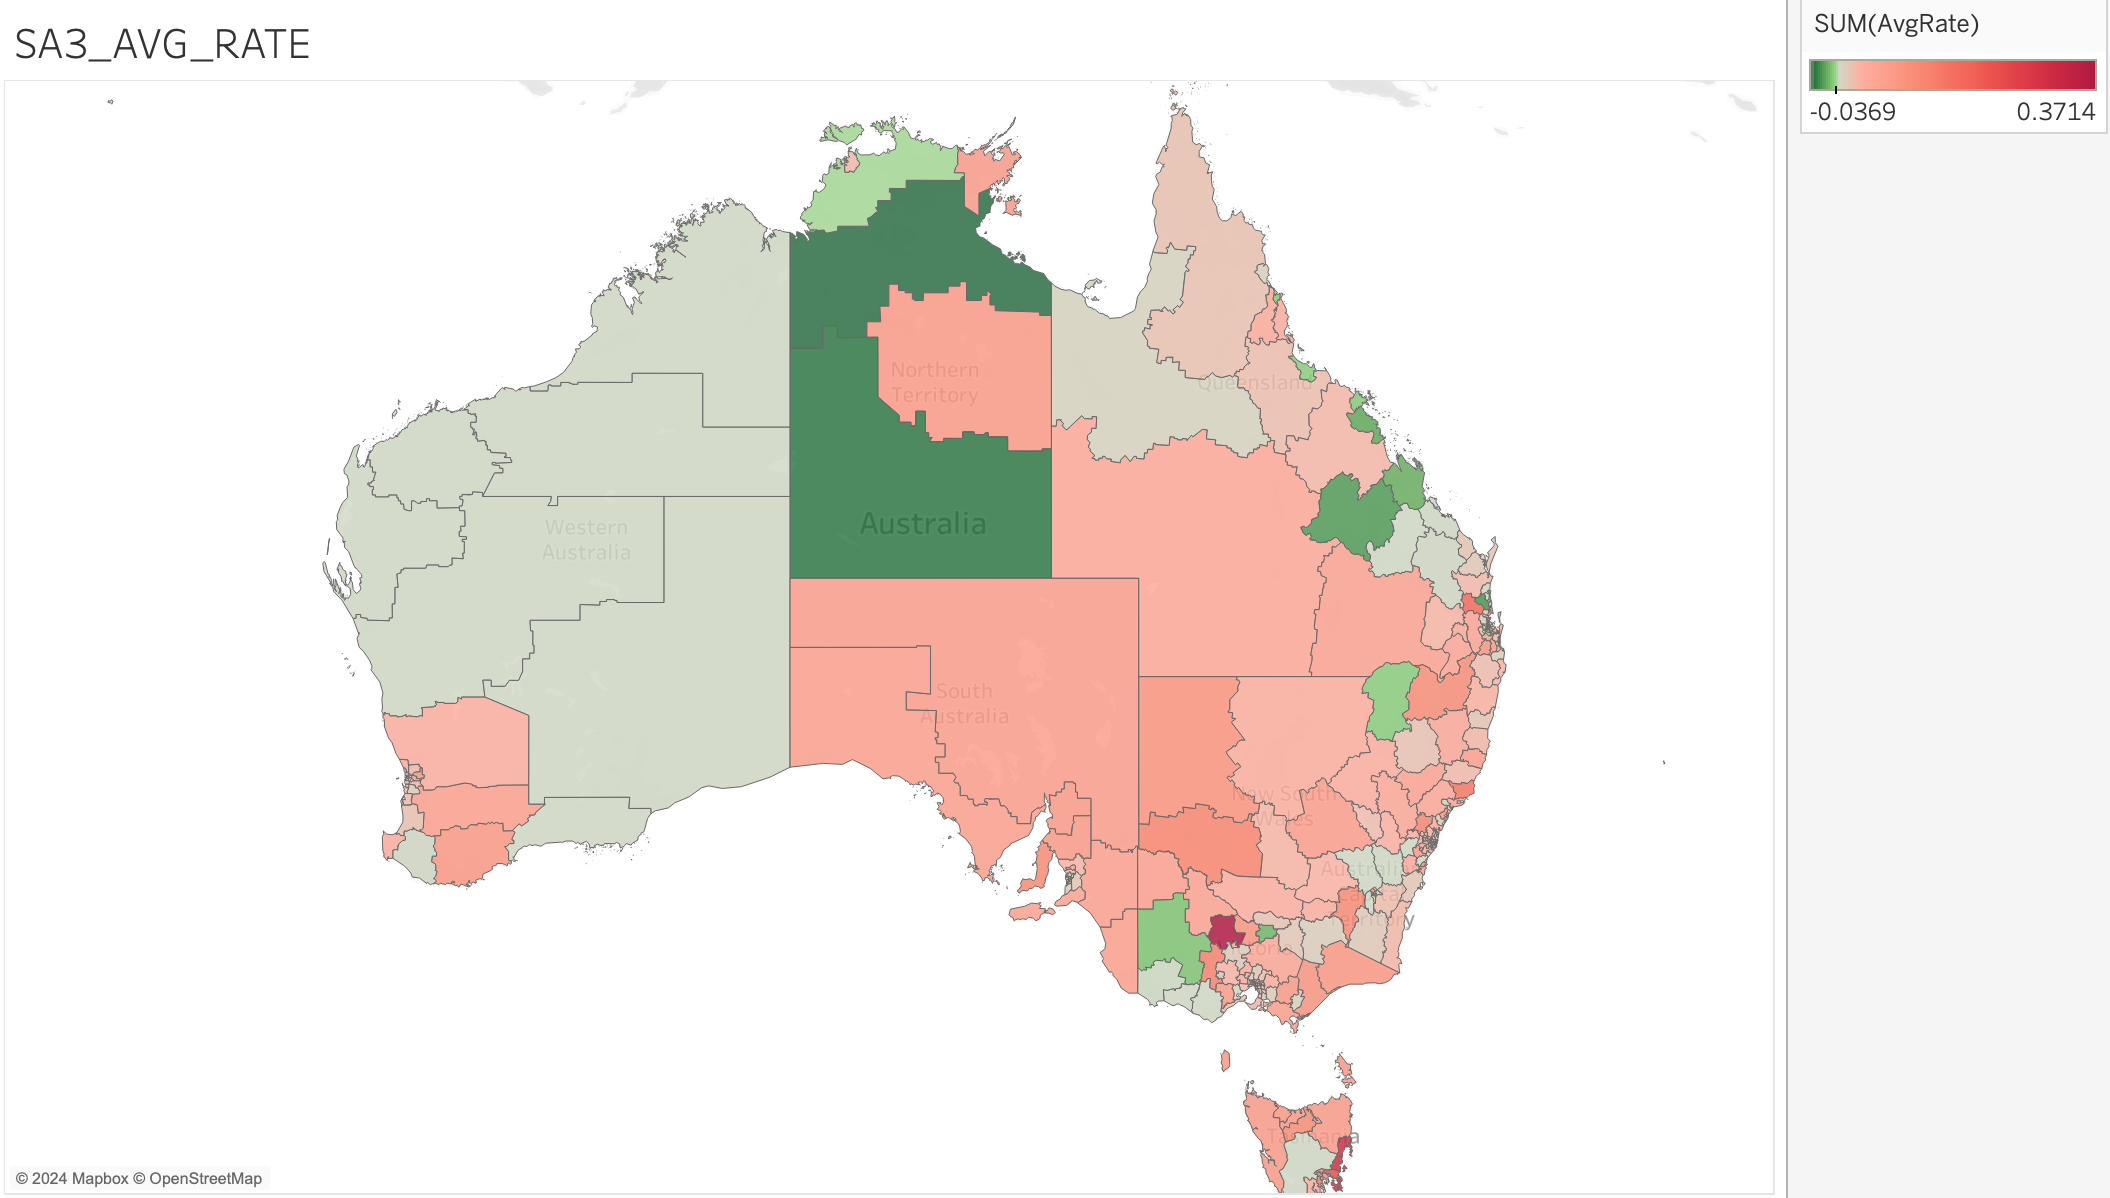 SA3_AVG_RATE
SUM(AvgRate)
-0.0369
0.3714
Northern
Territory
Queensland
Australia
Western
Australia
South
Australia
New South
Wales
Australian
Capital
Territory
Victoria
Tasmania
© 2024 Mapbox © OpenStreetMap